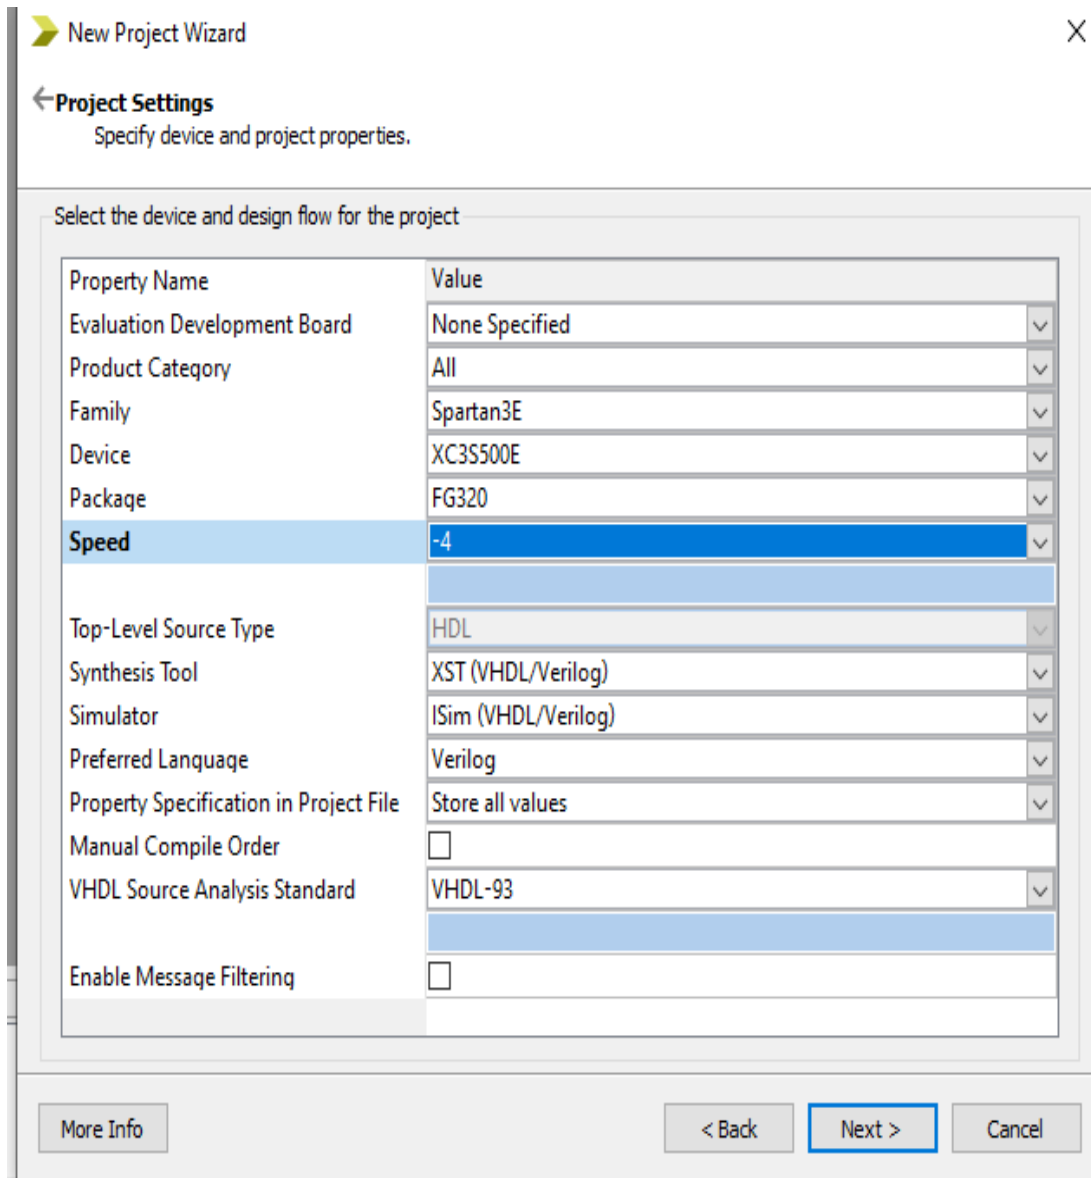 New Project Wizard
Project Settings
Specify device and project properties.
Select the device and design flow for the project
Property Name Value
Evaluation Development Board None Specified
Product Category All
Family Spartan3E
Device XC3S500E
Package FG320
Speed -4
Top-Level Source Type HDL
Synthesis Tool XST (VHDL/Verilog)
Simulator ISim (VHDL/Verilog)
Preferred Language Verilog
Property Specification in Project File Store all values
Manual Compile Order
VHDL Source Analysis Standard VHDL-93
Enable Message Filtering
More Info < Back Next > Cancel